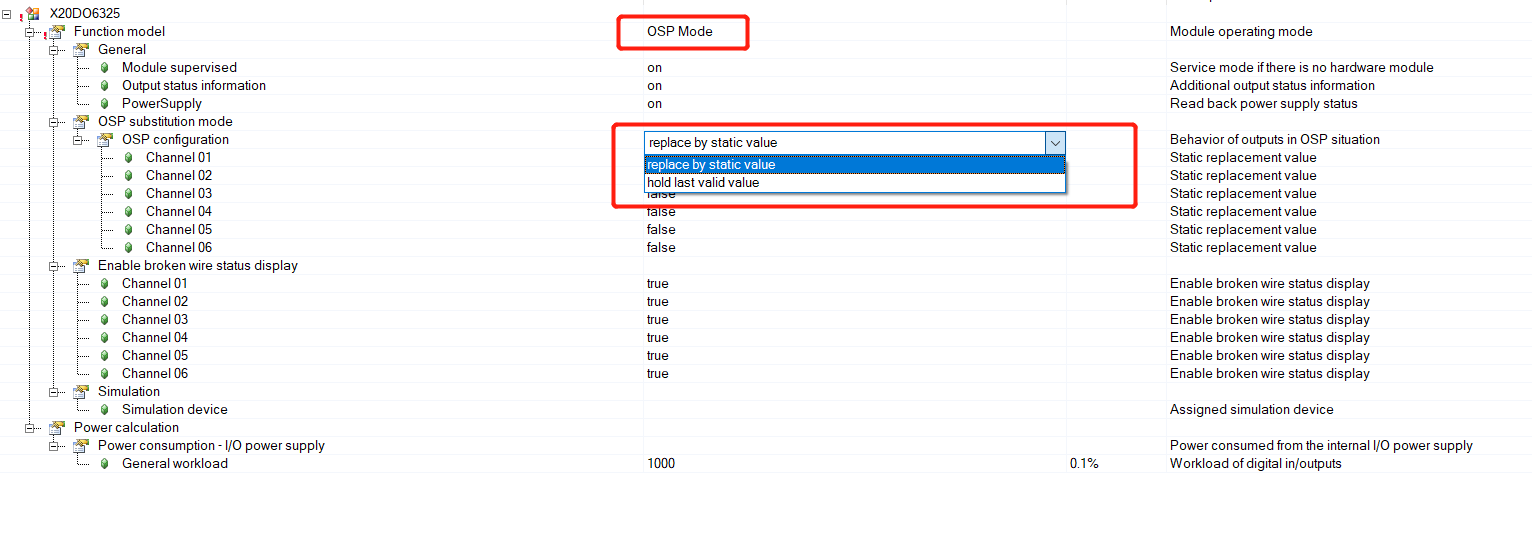 X20DO6325
Function model OSP Mode Module operating mode
General
Module supervised on Service mode if there is no hardware module
Output status information on Additional output status information
PowerSupply on Read back power supply status
OSP substitution mode
OSP configuration replace by static value Behavior of outputs in OSP situation
Channel 01 replace by static value Static replacement value
Channel 02 hold last valid value Static replacement value
Channel 03 false Static replacement value
Channel 04 false Static replacement value
Channel 05 false Static replacement value
Channel 06 false Static replacement value
Enable broken wire status display
Channel 01 true Enable broken wire status display
Channel 02 true Enable broken wire status display
Channel 03 true Enable broken wire status display
Channel 04 true Enable broken wire status display
Channel 05 true Enable broken wire status display
Channel 06 true Enable broken wire status display
Simulation
Simulation device Assigned simulation device
Power calculation
Power consumption - I/O power supply Power consumed from the internal I/O power supply
General workload 1000 0.1% Workload of digital in/outputs